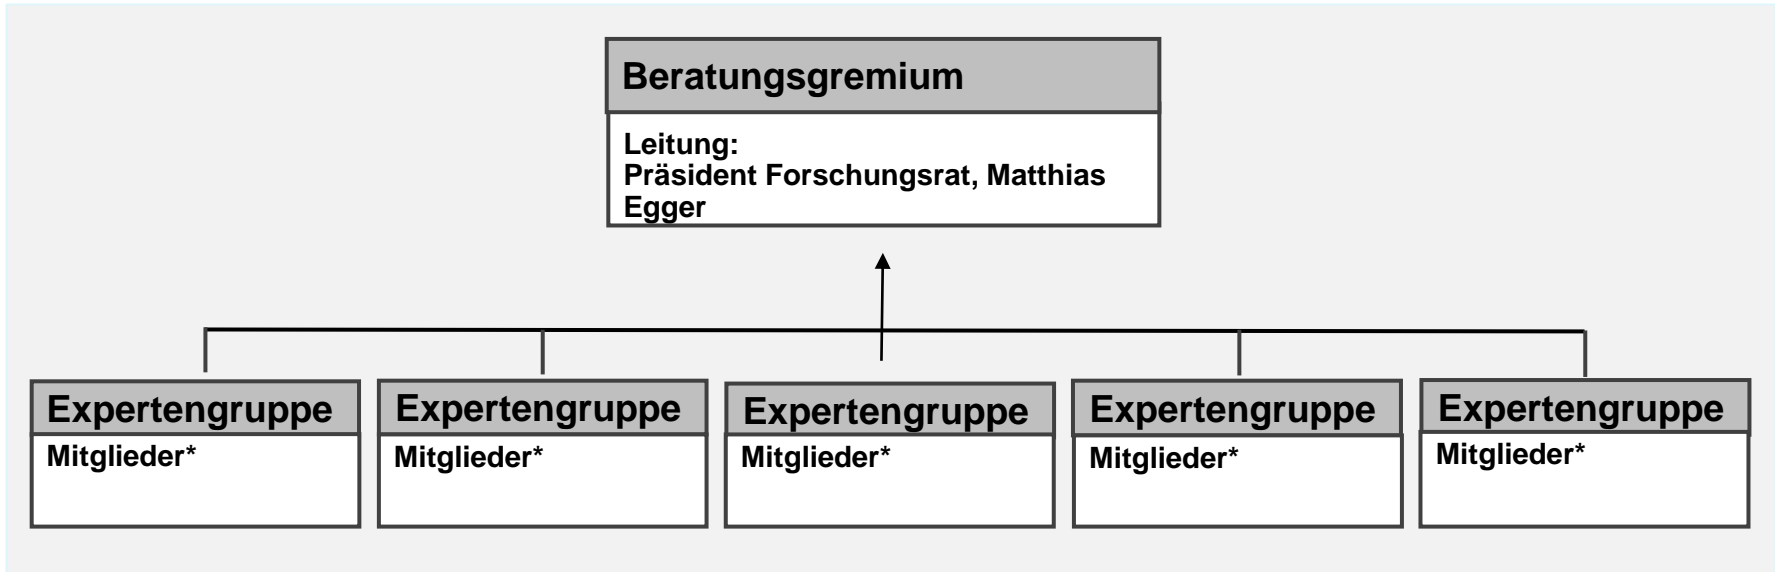 Beratungsgremium
Leitung:
Präsident Forschungsrat, Matthias
Egger
Expertengruppe
Mitglieder*
Expertengruppe
Mitglieder*
Expertengruppe
Mitglieder*
Expertengruppe
Mitglieder*
Expertengruppe
Mitglieder*